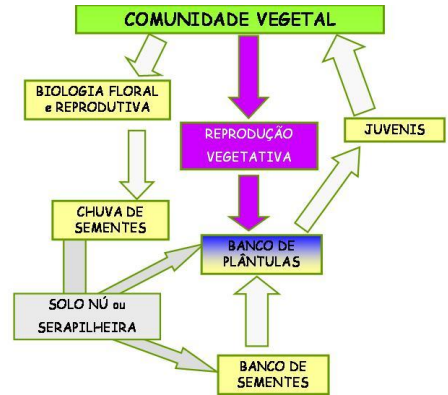 COMUNIDADE VEGETAL
BIOLOGIA FLORAL
e REPRODUTIVA
REPRODUÇÃO
VEGETATIVA
JUVENIS
CHUVA DE
SEMENTES
BANCO DE
PLÂNTULAS
SOLO NÚ ou
SERAPILHEIRA
BANCO DE
SEMENTES